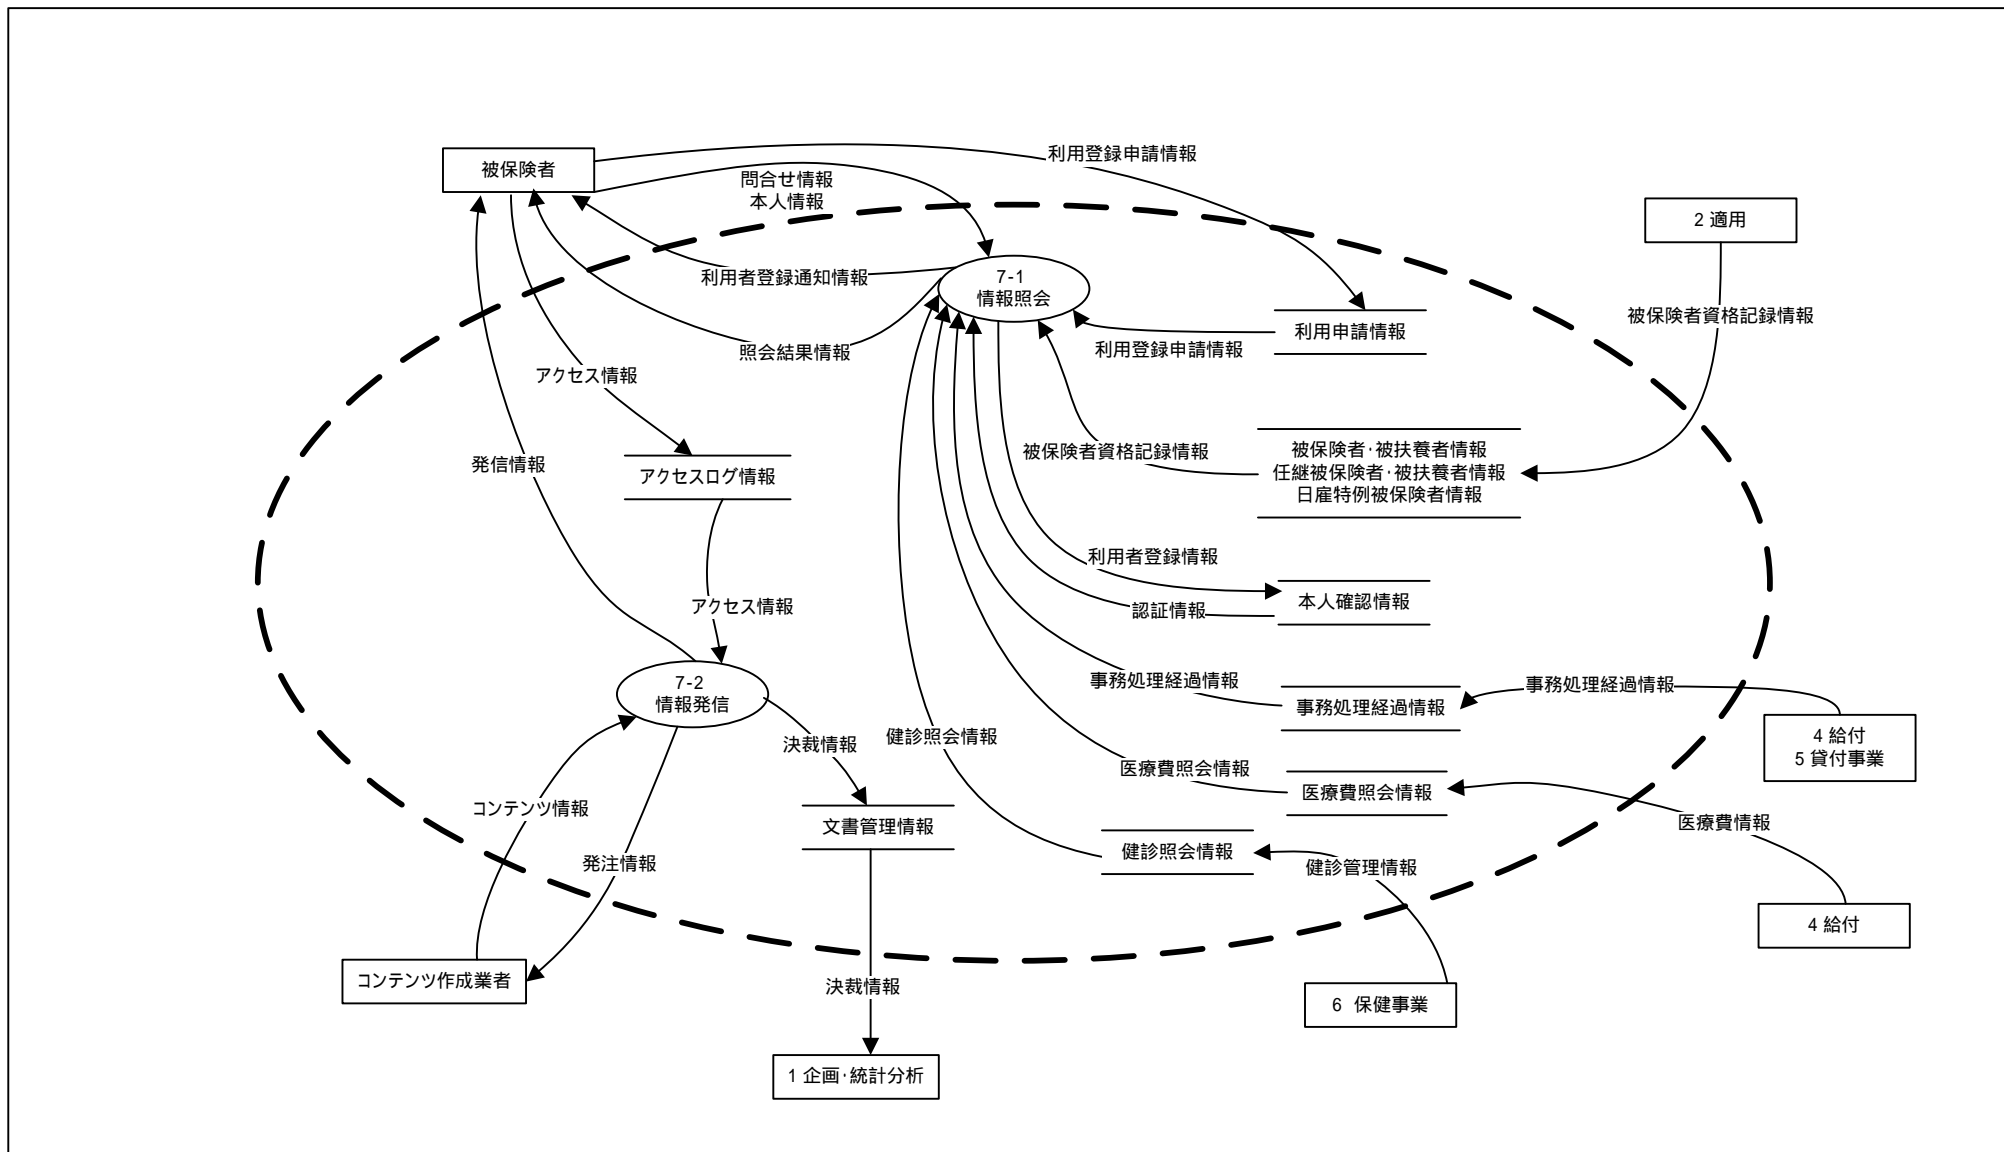 利用登録申請情報
被保険者
問合せ情報
本人情報
2 適用
利用者登録通知情報
7-1
情報照会
被保険者資格記録情報
利用申請情報
利用登録申請情報
照会結果情報
アクセス情報
被保険者資格記録情報
被保険者・被扶養者情報
任継被保険者・被扶養者情報
日雇特例被保険者情報
発信情報
アクセスログ情報
利用者登録情報
本人確認情報
認証情報
アクセス情報
事務処理経過情報
事務処理経過情報
7-2
情報発信
事務処理経過情報
4 給付
5 貸付事業
健診照会情報
決裁情報
医療費照会情報
医療費照会情報
コンテンツ情報
文書管理情報
医療費情報
健診照会情報
発注情報
健診管理情報
4 給付
コンテンツ作成業者
決裁情報
6 保健事業
1 企画・統計分析